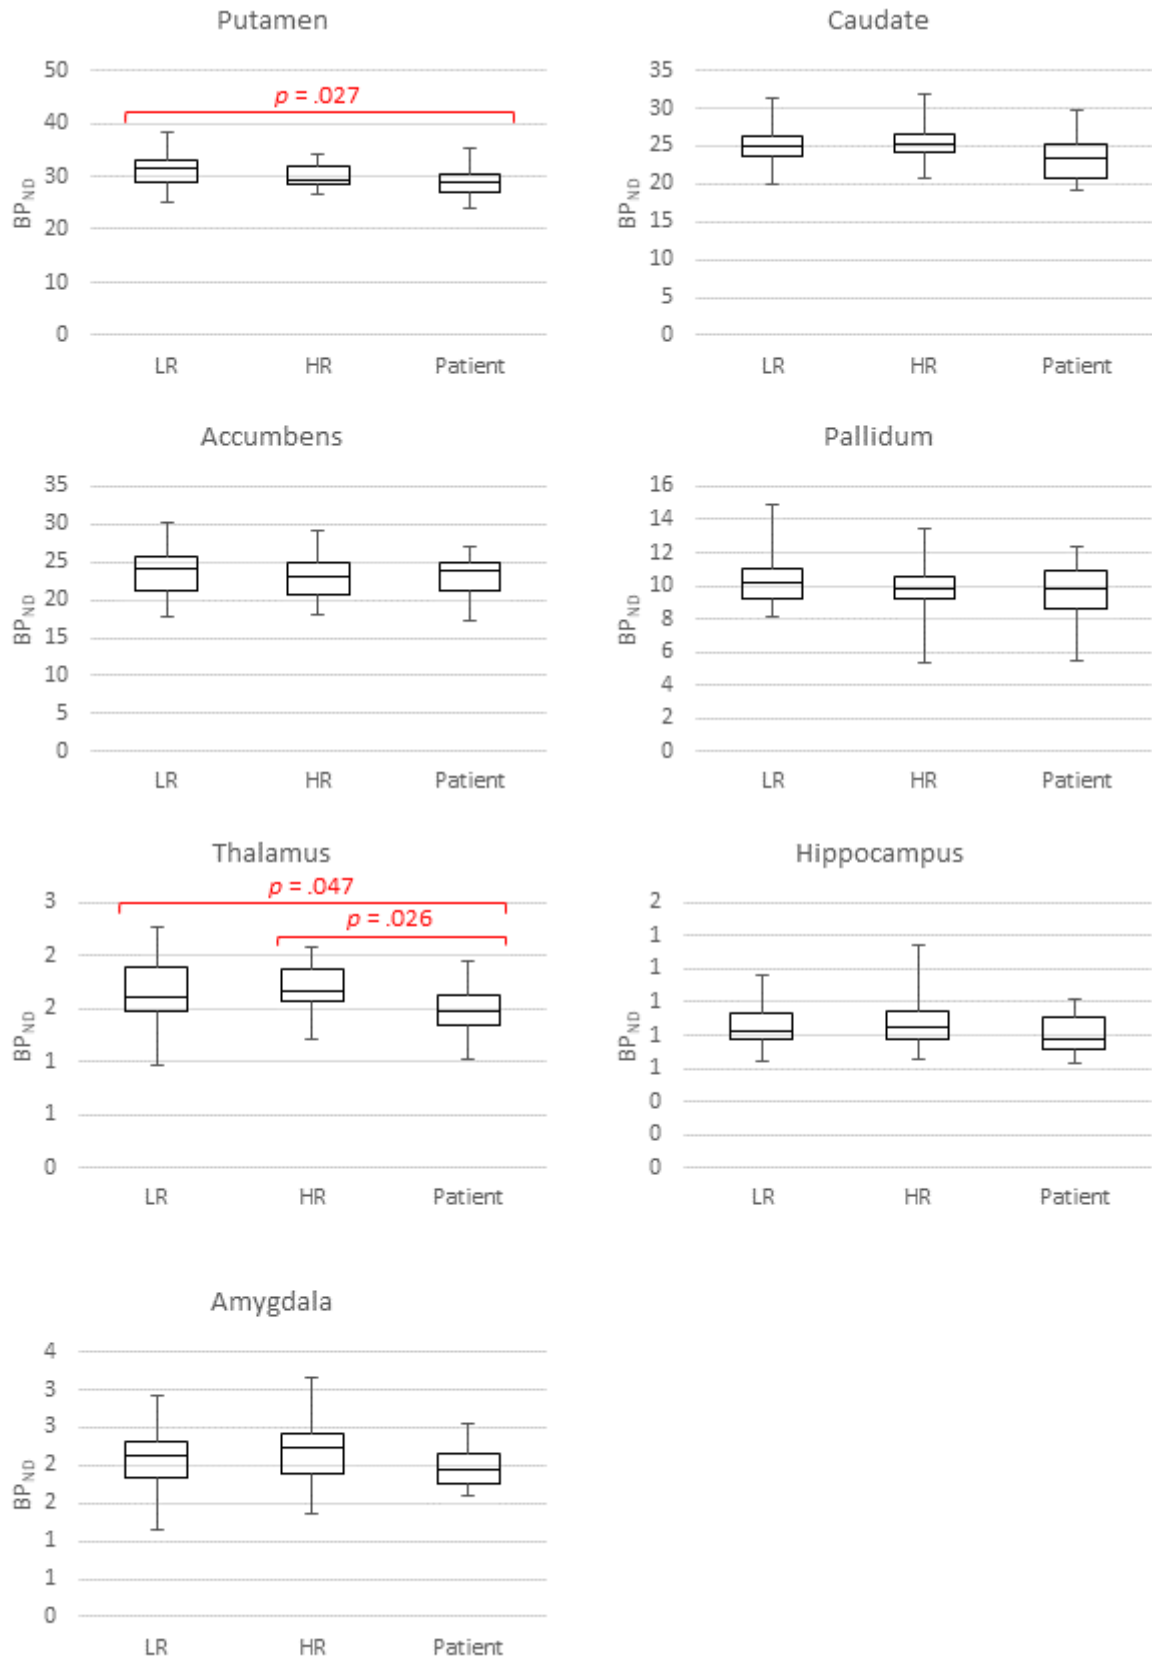 Putamen
50
40
30
20
10
0
BPND
p = .027
LR HR Patient
Caudate
35
30
25
20
15
10
5
0
BPND
LR HR Patient
Accumbens
35
30
25
20
15
10
5
0
BPND
LR HR Patient
Pallidum
16
14
12
10
8
6
4
2
0
BPND
LR HR Patient
Thalamus
p = .047
p = .026
3
2
2
1
1
0
BPND
LR HR Patient
Hippocampus
2
1
1
1
1
1
0
0
0
BPND
LR HR Patient
Amygdala
4
3
3
2
2
1
1
0
BPND
LR HR Patient